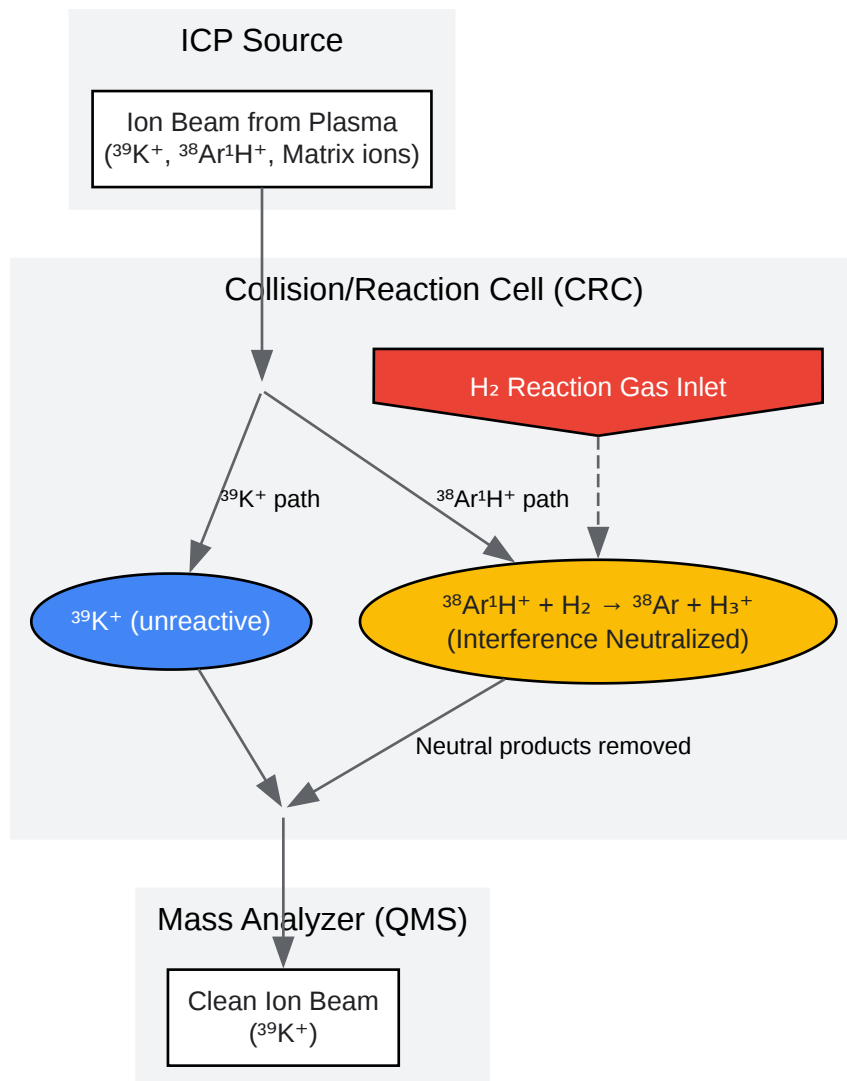 ICP Source
Ion Beam from Plasma
(³⁹K⁺, ³⁸Ar¹H⁺, Matrix ions)
Collision/Reaction Cell (CRC)
H₂ Reaction Gas Inlet
³⁹K⁺ path
³⁸Ar¹H⁺ path
³⁹K⁺ (unreactive)
³⁸Ar¹H⁺ + H₂ → ³⁸Ar + H₃⁺
(Interference Neutralized)
Neutral products removed
Mass Analyzer (QMS)
Clean Ion Beam
(³⁹K⁺)